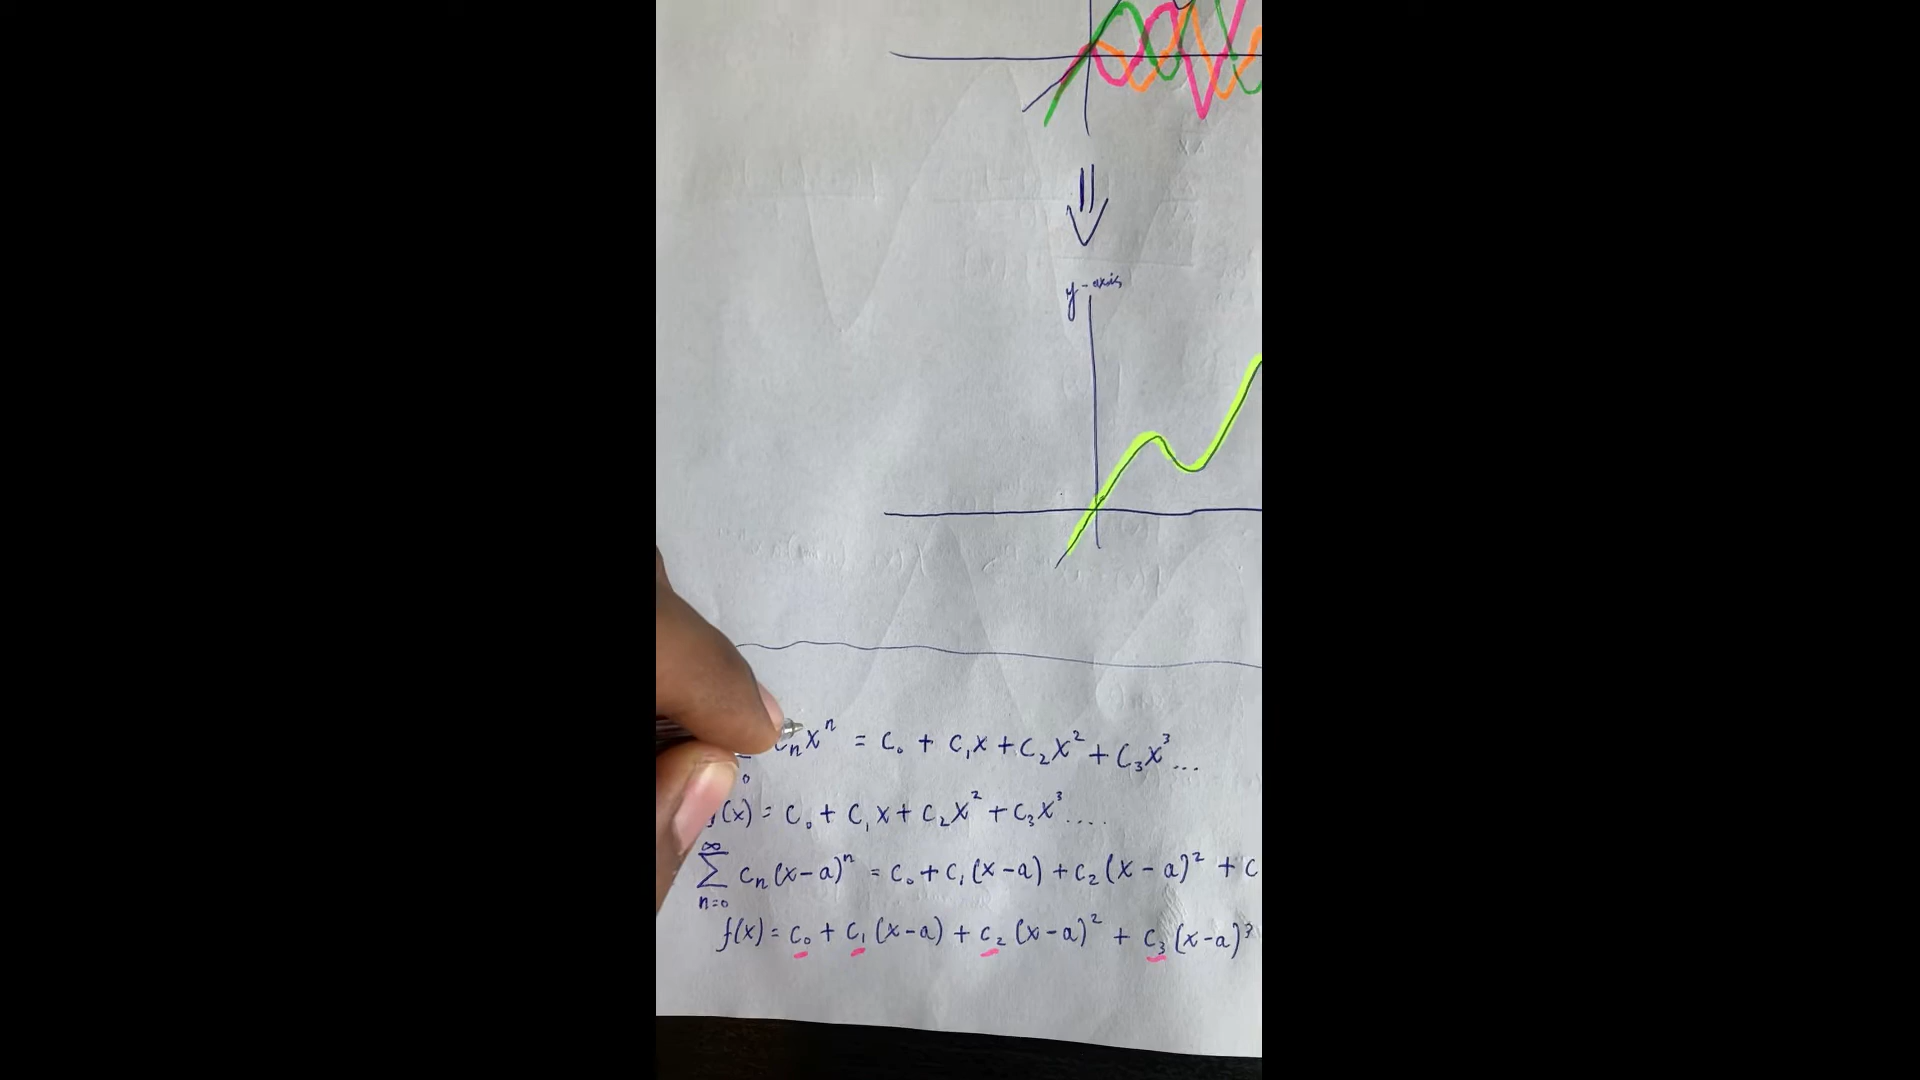 y-axis
cₙxⁿ = c₀ + c₁x + c₂x² + c₃x³...
0
(x) = c₀ + c₁x + c₂x² + c₃x³....
∞
∑ cₙ(x-a)ⁿ = c₀ + c₁(x-a) + c₂(x-a)² + c
n=0
f(x) = c₀ + c₁(x-a) + c₂(x-a)² + c₃(x-a)³